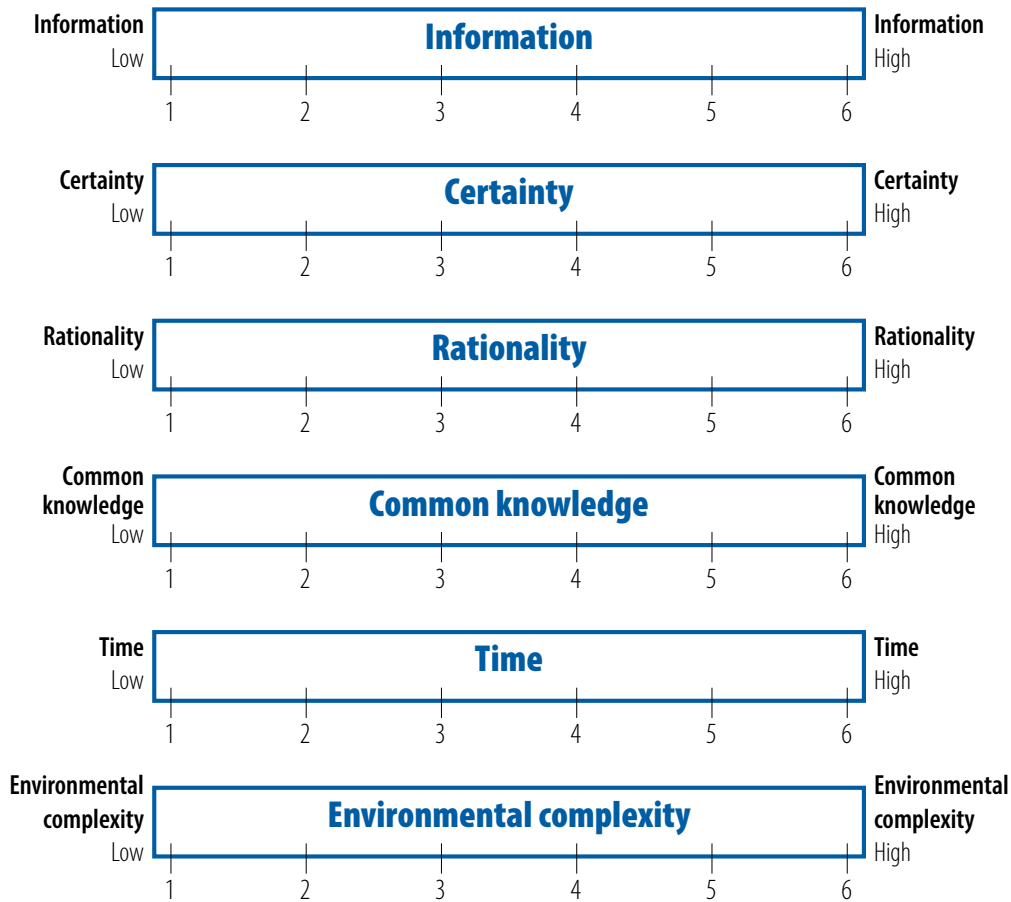 Information
Low
Information
Information
High
1 2 3 4 5 6
Certainty
Low
Certainty
Certainty
High
1 2 3 4 5 6
Rationality
Low
Rationality
Rationality
High
1 2 3 4 5 6
Common
knowledge
Low
Common knowledge
Common
knowledge
High
1 2 3 4 5 6
Time
Low
Time
Time
High
1 2 3 4 5 6
Environmental
complexity
Low
Environmental complexity
Environmental
complexity
High
1 2 3 4 5 6